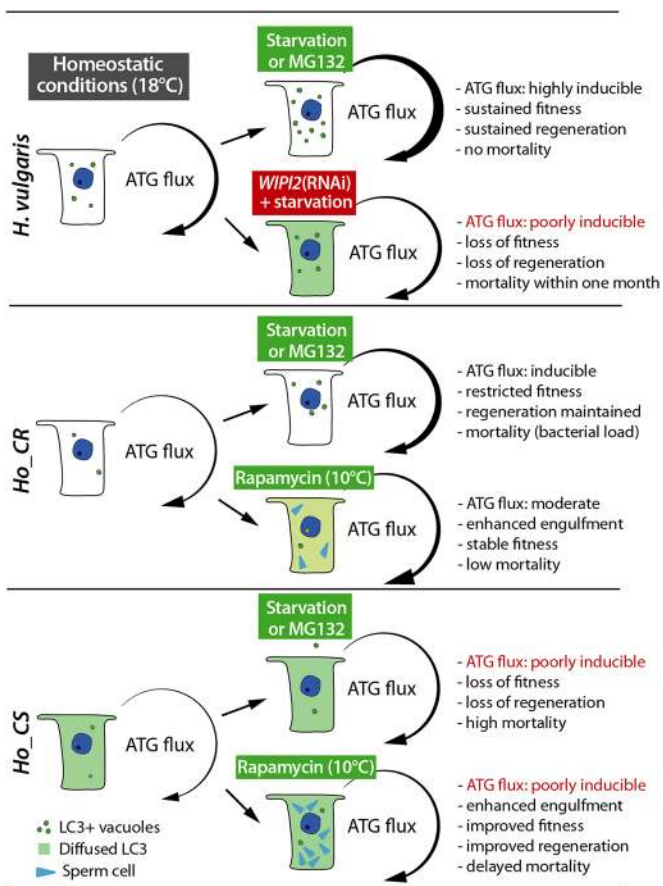 Homeostatic
conditions (18°C)
H. vulgaris
ATG flux
Starvation
or MG132
ATG flux
- ATG flux: highly inducible
- sustained fitness
- sustained regeneration
- no mortality
WIPI2(RNAi)
+ starvation
ATG flux
- ATG flux: poorly inducible
- loss of fitness
- loss of regeneration
- mortality within one month
Ho_CR
ATG flux
Starvation
or MG132
ATG flux
- ATG flux: inducible
- restricted fitness
- regeneration maintained
- mortality (bacterial load)
Rapamycin (10°C)
ATG flux
- ATG flux: moderate
- enhanced engulfment
- stable fitness
- low mortality
Ho_CS
ATG flux
Starvation
or MG132
ATG flux
- ATG flux: poorly inducible
- loss of fitness
- loss of regeneration
- high mortality
Rapamycin (10°C)
ATG flux
- ATG flux: poorly inducible
- enhanced engulfment
- improved fitness
- improved regeneration
- delayed mortality
LC3+ vacuoles
Diffused LC3
Sperm cell